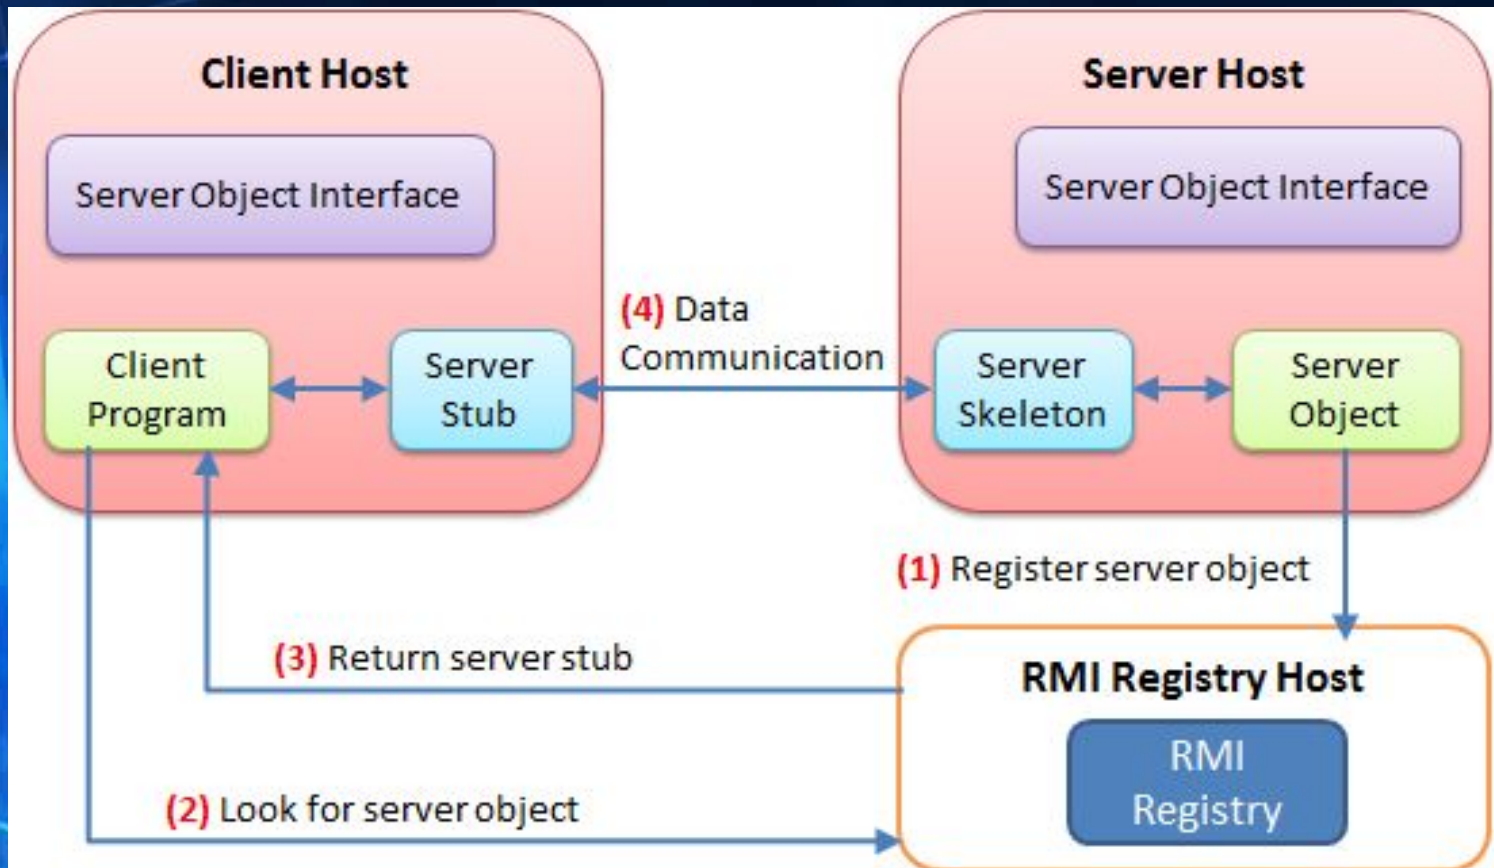 Client Host
Server Object Interface
Client
Program
Server
Stub
(4) Data
Communication
Server Host
Server Object Interface
Server
Skeleton
Server
Object
(1) Register server object
(3) Return server stub
RMI Registry Host
RMI
Registry
(2) Look for server object